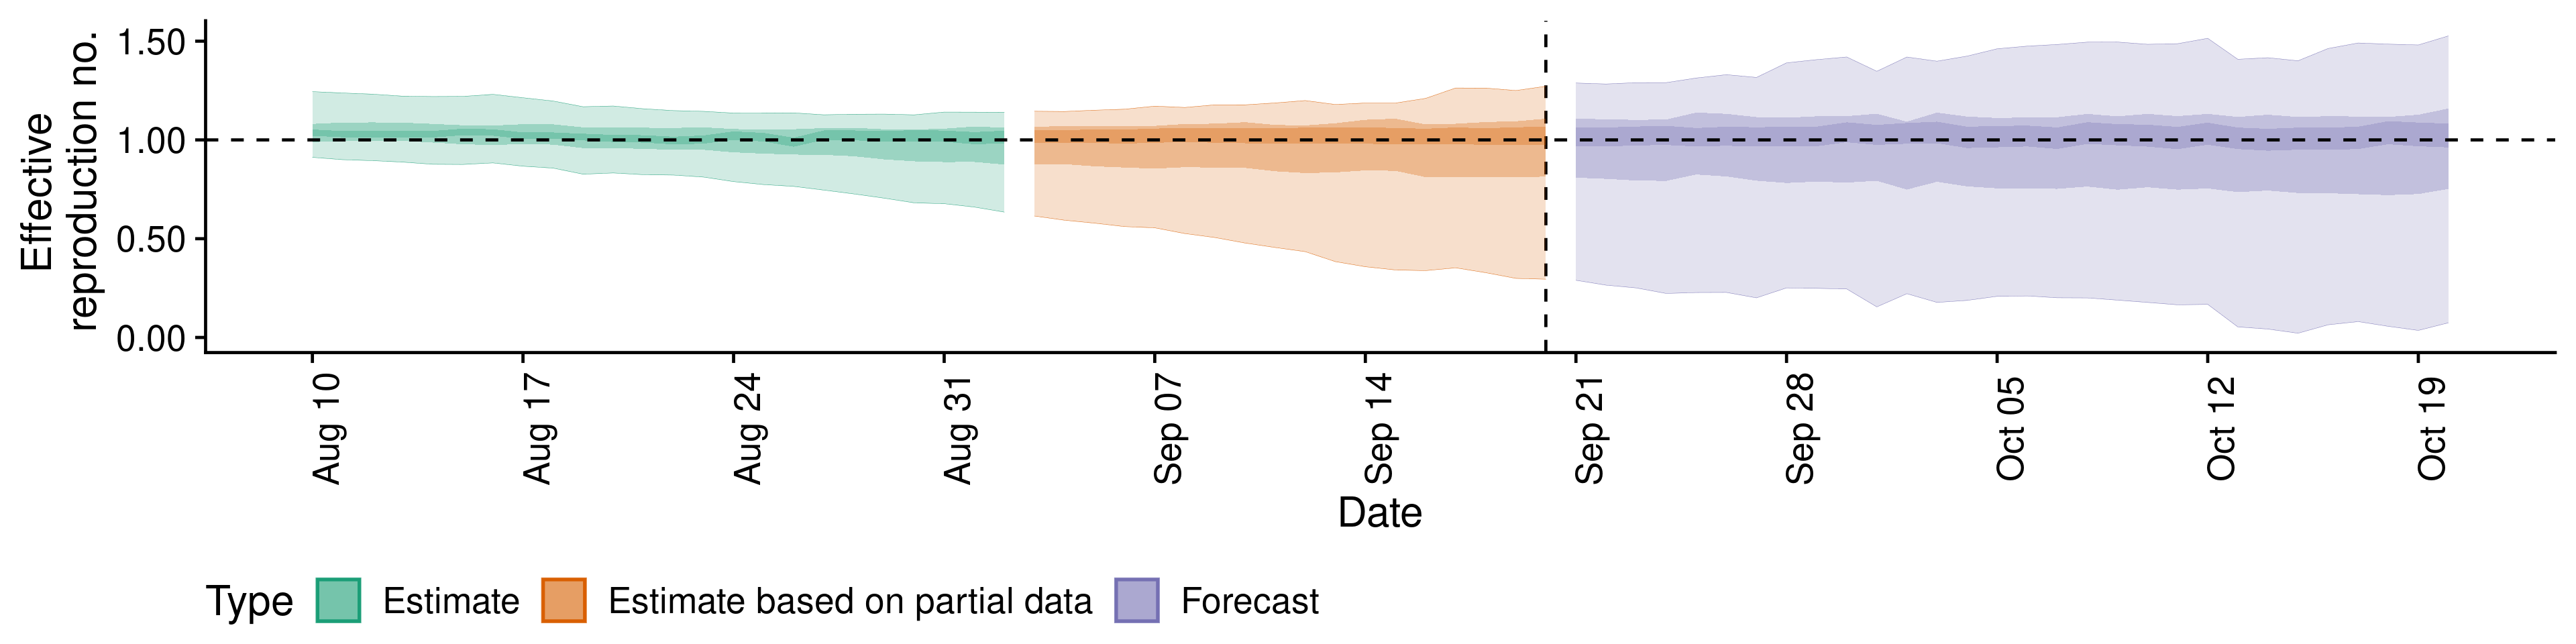 Effective
reproduction no.
1.50
1.00
0.50
0.00
Aug 10
Aug 17
Aug 24
Aug 31
Sep 07
Sep 14
Sep 21
Sep 28
Oct 05
Oct 12
Oct 19
Date
Type Estimate Estimate based on partial data Forecast